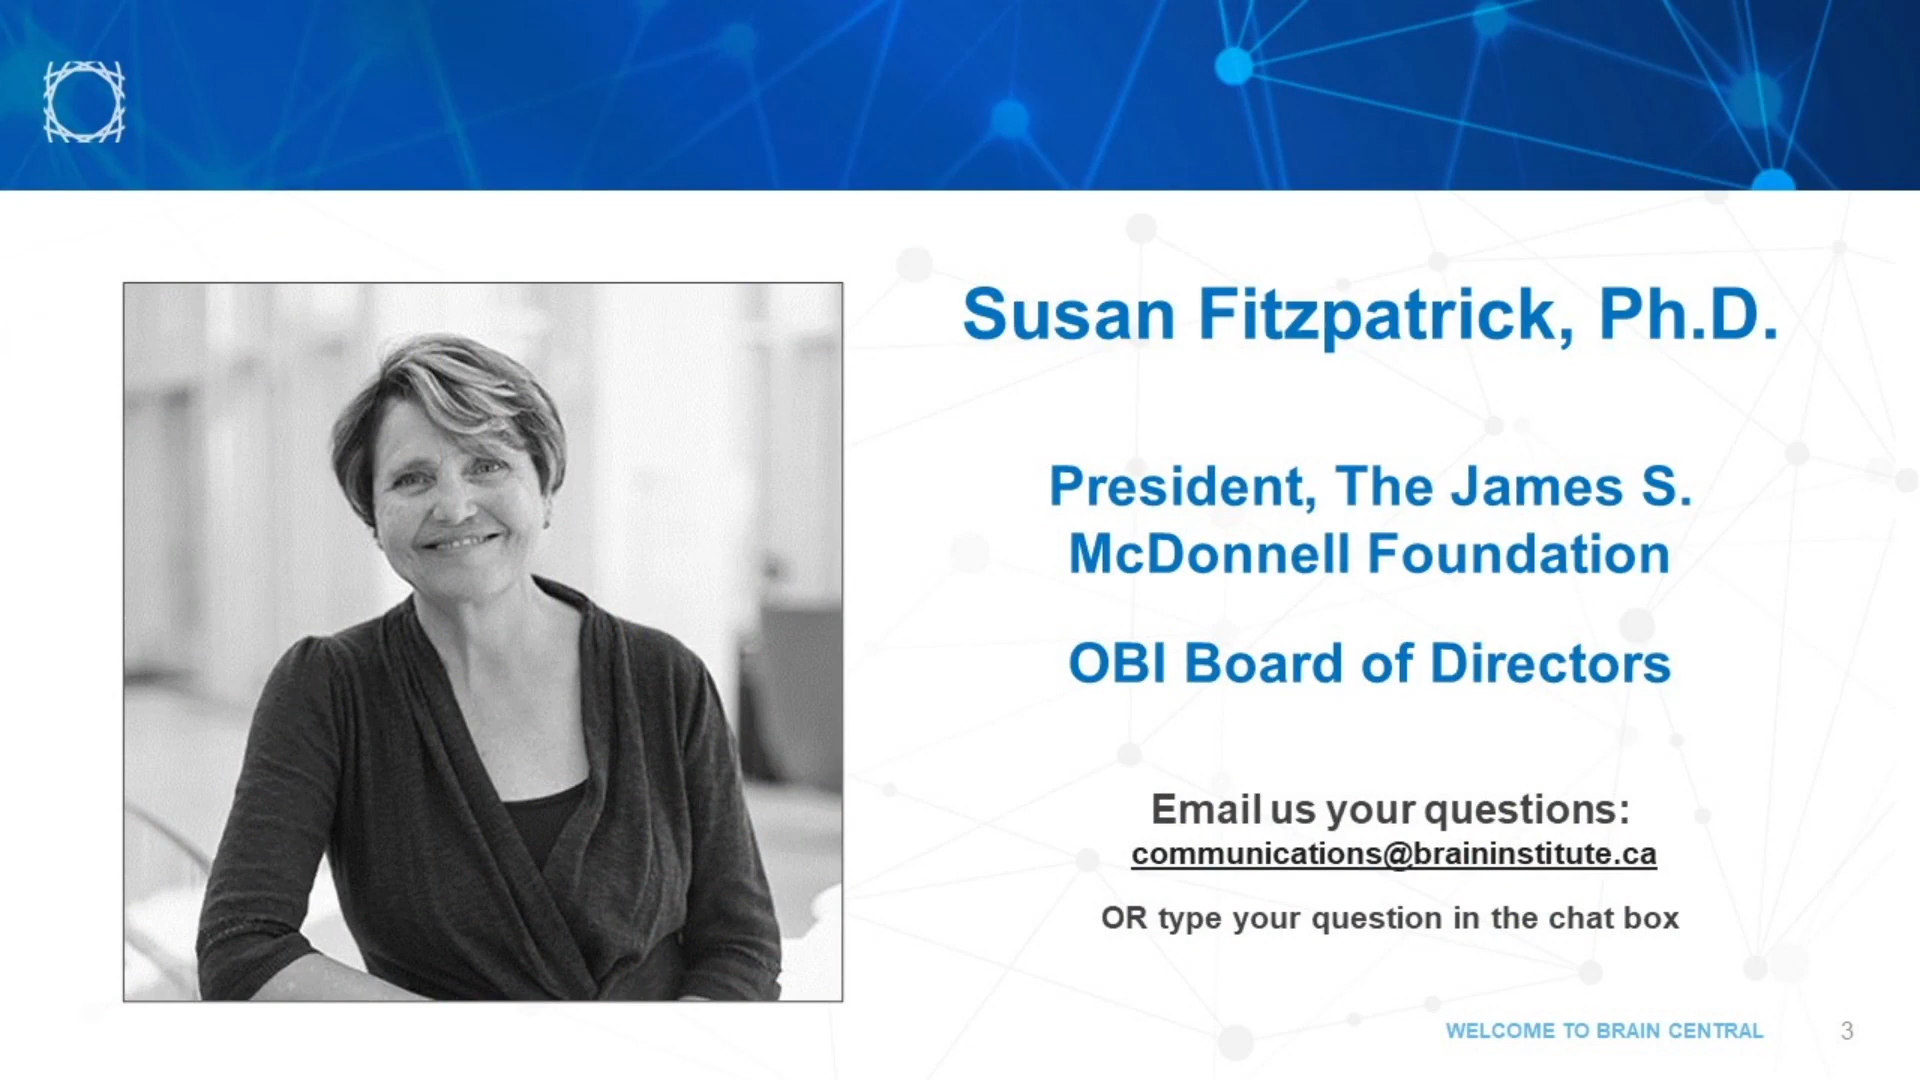 Susan Fitzpatrick, Ph.D.
President, The James S.
McDonnell Foundation
OBI Board of Directors
Email us your questions:
communications@braininstitute.ca
OR type your question in the chat box
WELCOME TO BRAIN CENTRAL 3